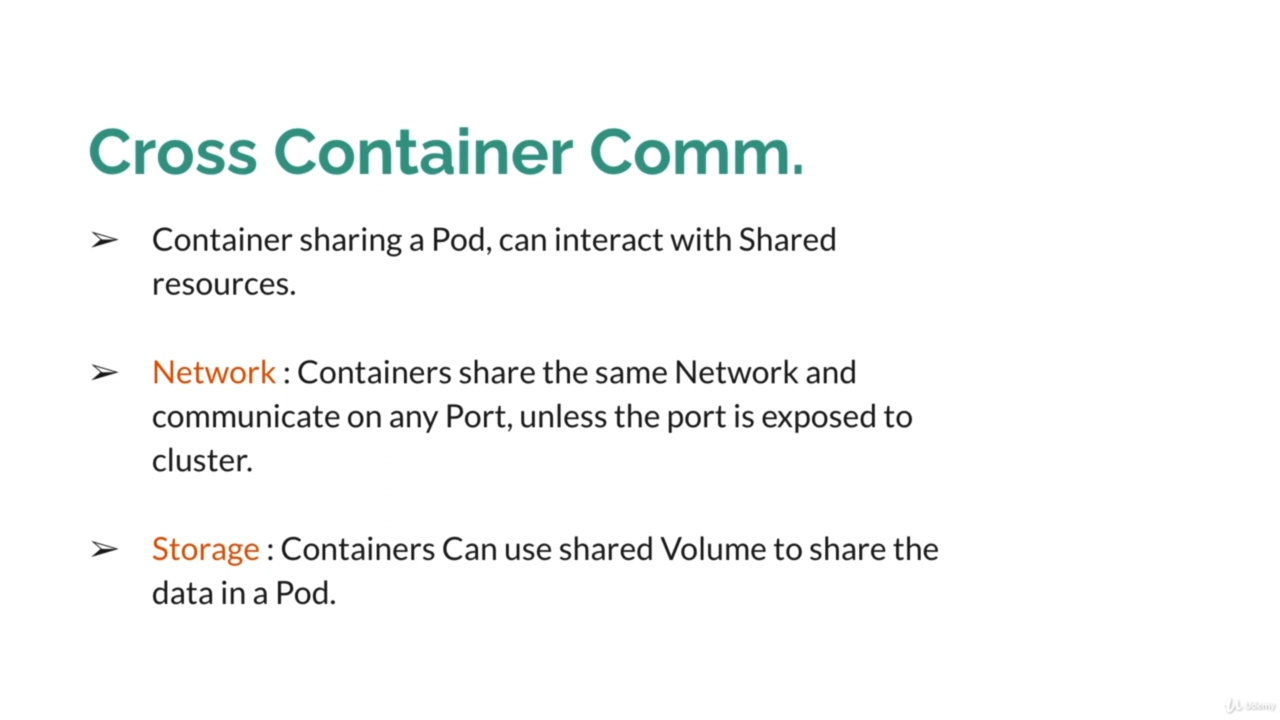 Cross Container Comm.
➢ Container sharing a Pod, can interact with Shared
resources.
➢ Network : Containers share the same Network and
communicate on any Port, unless the port is exposed to
cluster.
➢ Storage : Containers Can use shared Volume to share the
data in a Pod.
Udemy